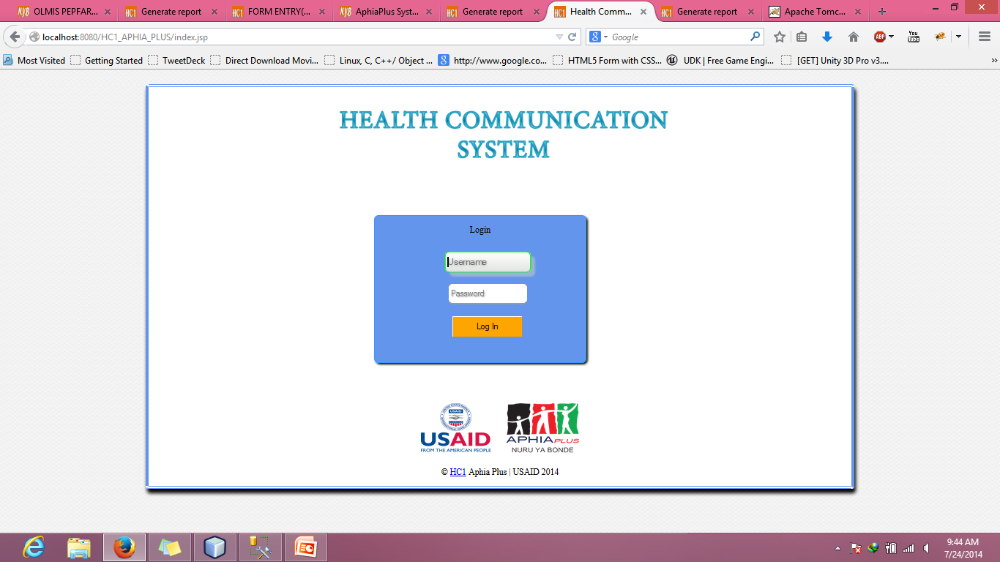 OLMIS PEPFAR...
Generate report
FORM ENTRY(...
AphiaPlus Syst...
Generate report
Health Comm...
Generate report
Apache Tomc...
localhost:8080/HC1_APHIA_PLUS/index.jsp
Google
Most Visited
Getting Started
TweetDeck
Direct Download Movi...
Linux, C, C++/ Object ...
http://www.google.co...
HTML5 Form with CSS...
UDK | Free Game Engi...
[GET] Unity 3D Pro v3....
HEALTH COMMUNICATION
SYSTEM
Login
Username
Password
Log In
USAID
FROM THE AMERICAN PEOPLE
APHIAPLUS
NURU YA BONDE
© HC1 Aphia Plus | USAID 2014
9:44 AM
7/24/2014